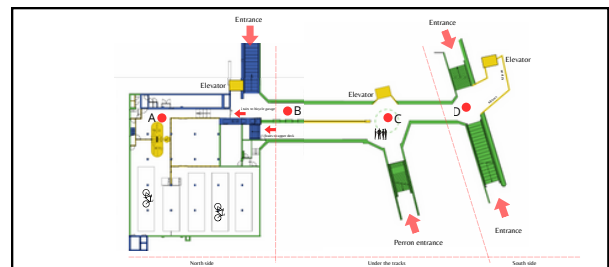 Entrance
Entrance
Elevator
Elevator
Elevator
A
B
C
D
Perron entrance
Entrance
North side
Under the tracks
South side